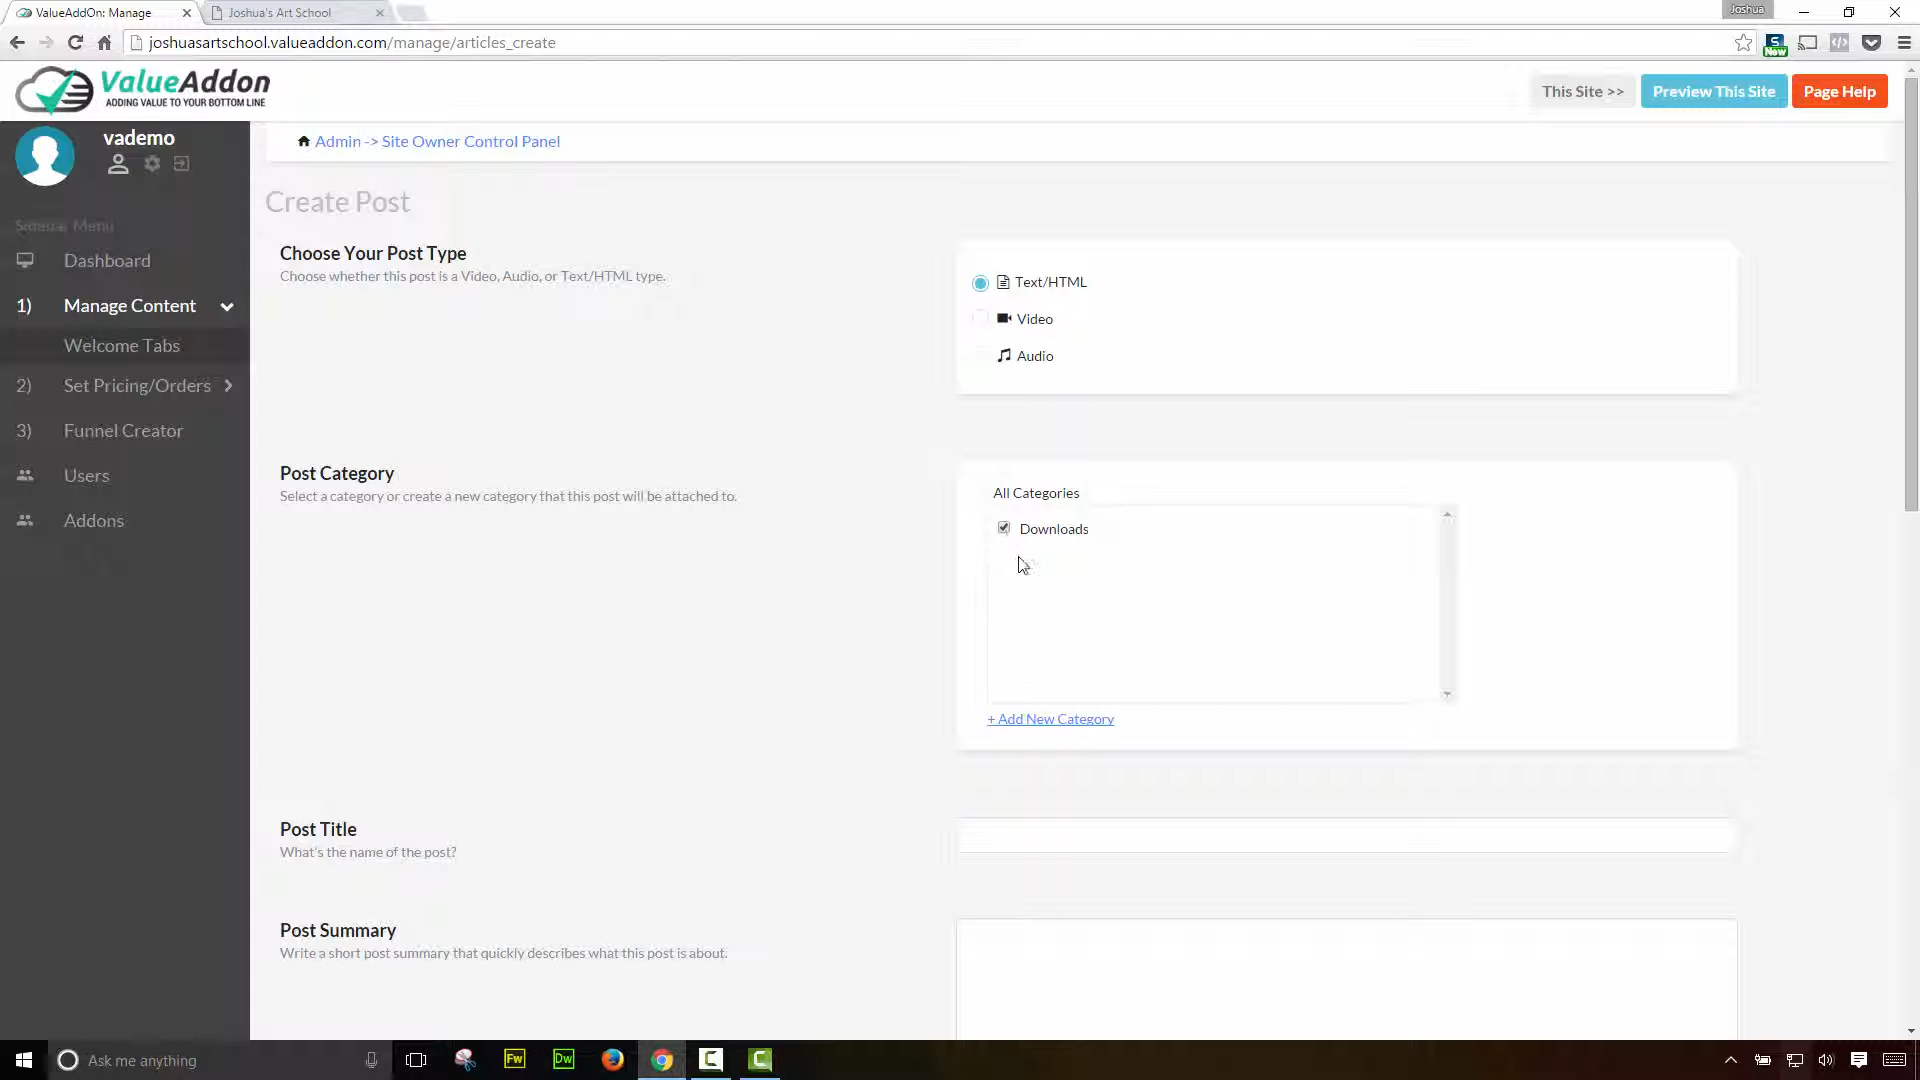 ValueAddOn: Manage
Joshua's Art School
Joshua
joshuasartschool.valueaddon.com/manage/articles_create
New
ValueAddon
ADDING VALUE TO YOUR BOTTOM LINE
This Site >>
Preview This Site
Page Help
vademo
Admin -> Site Owner Control Panel
Sidebar Menu
Dashboard
1) Manage Content
Welcome Tabs
2) Set Pricing/Orders
3) Funnel Creator
Users
Addons
Create Post
Choose Your Post Type
Choose whether this post is a Video, Audio, or Text/HTML type.
Text/HTML
Video
Audio
Post Category
Select a category or create a new category that this post will be attached to.
All Categories
Downloads
+ Add New Category
Post Title
What's the name of the post?
Post Summary
Write a short post summary that quickly describes what this post is about.
Ask me anything
Fw
Dw